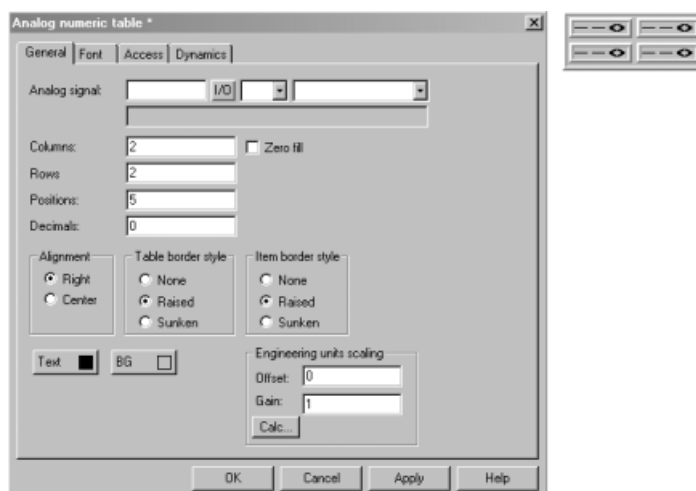 Analog numeric table *
General Font Access Dynamics
Analog signal: I/O
Columns: 2 Zero fill
Rows 2
Positions: 5
Decimals: 0
Alignment Table border style Item border style
Right None None
Center Raised Raised
Sunken Sunken
Text BG Engineering units scaling
Offset: 0
Gain: 1
Calc...
OK Cancel Apply Help